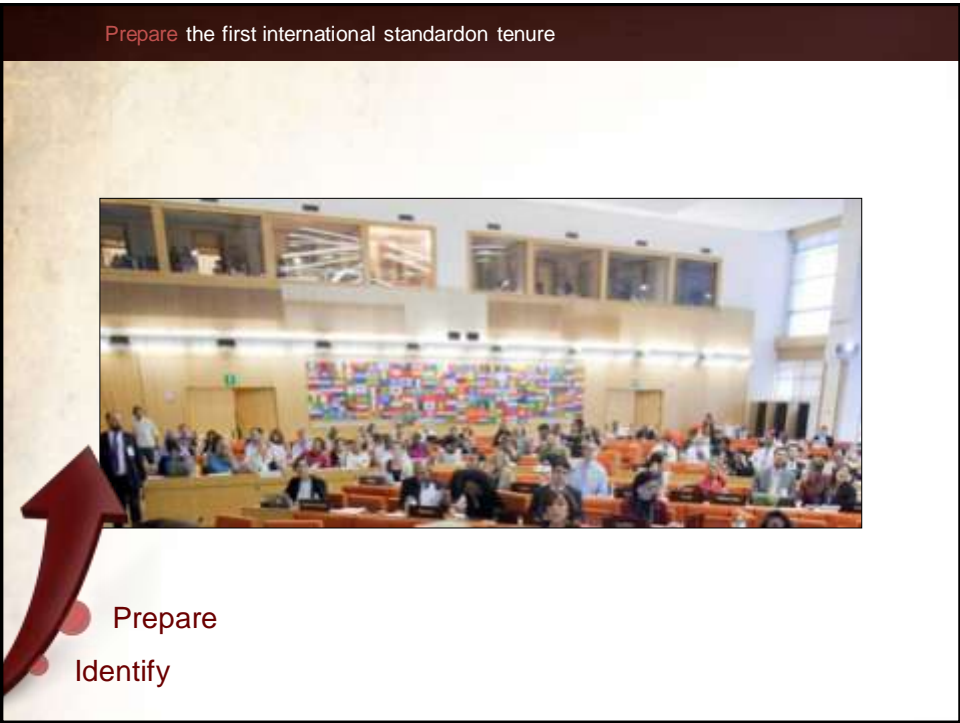 Prepare the first international standardon tenure
Prepare
Identify